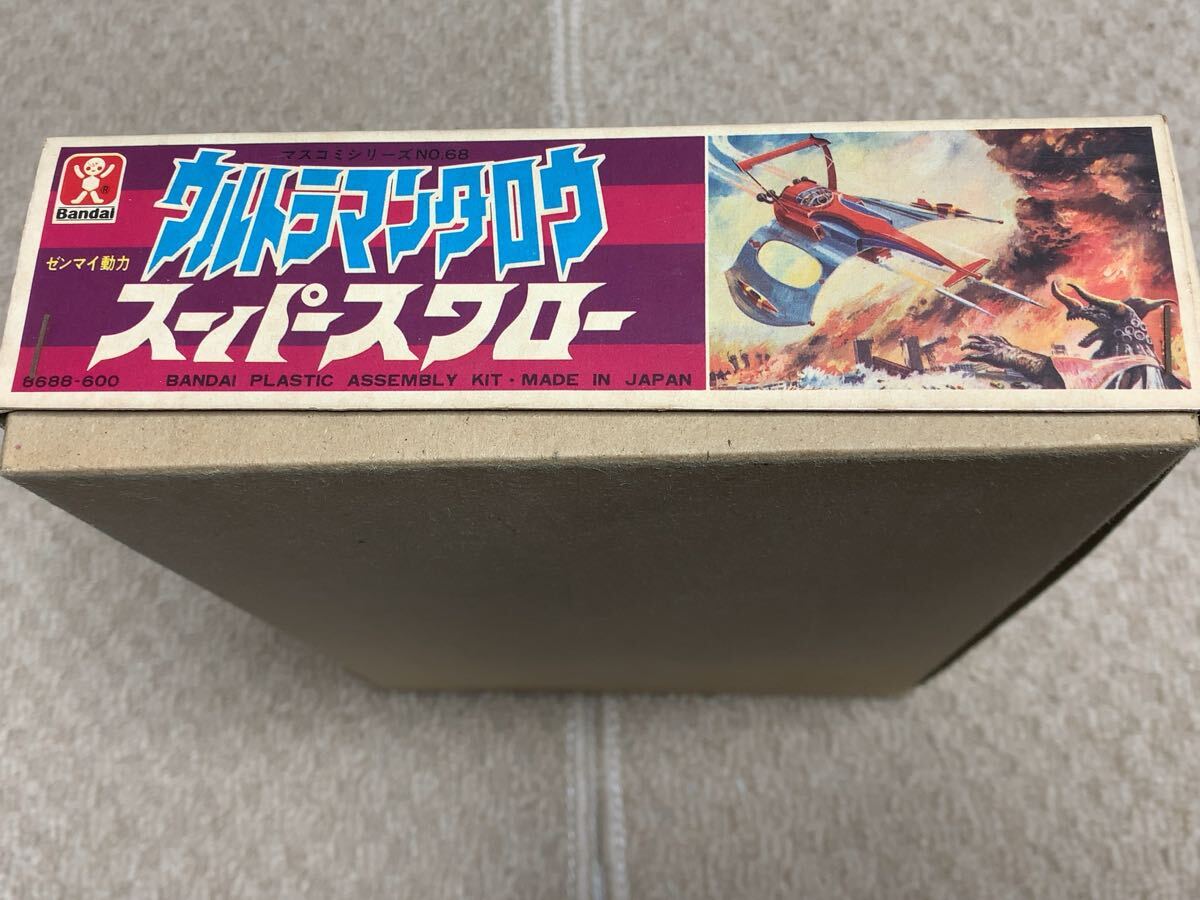 マスコミシリーズNO.68
® Bandai
ウルトラマンタロウ
ゼンマイ動力
スーパースワロー
8688-600 BANDAI PLASTIC ASSEMBLY KIT・MADE IN JAPAN